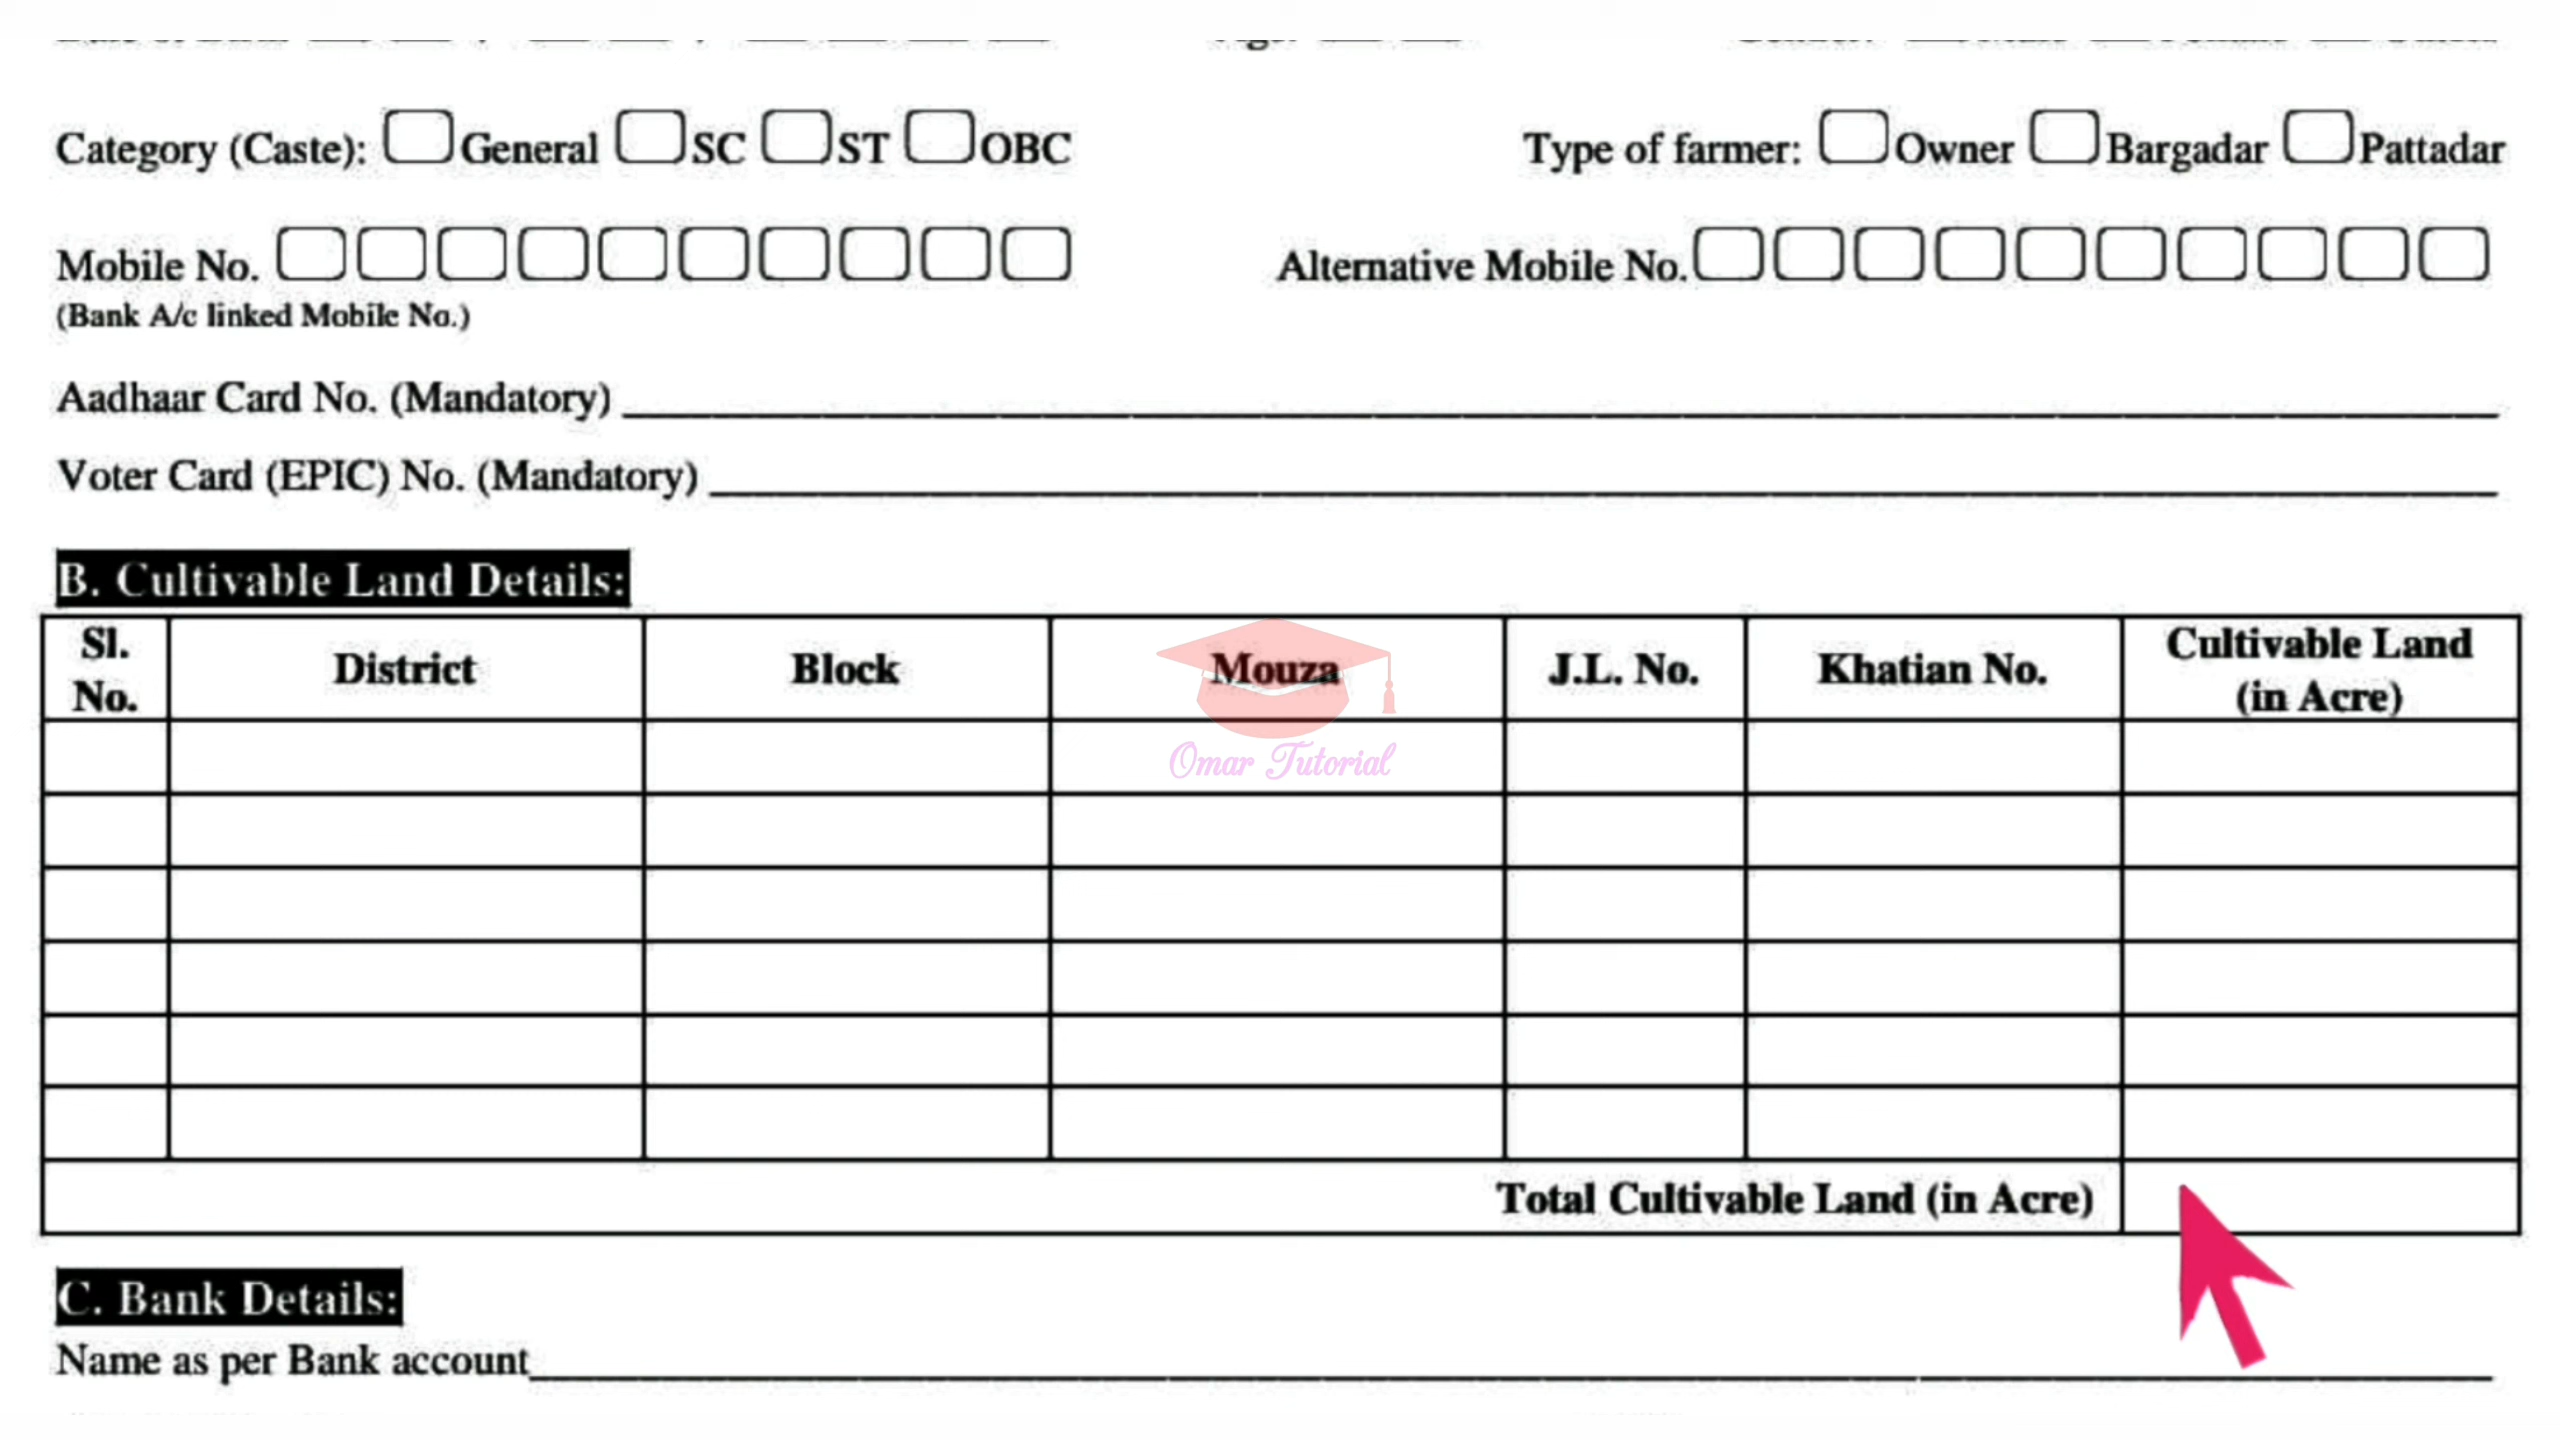 Category (Caste): General SC ST OBC Type of farmer: Owner Bargadar Pattadar
Mobile No. Alternative Mobile No.
(Bank A/c linked Mobile No.)
Aadhaar Card No. (Mandatory)
Voter Card (EPIC) No. (Mandatory)
B. Cultivable Land Details:
Sl. No. District Block Mouza J.L. No. Khatian No. Cultivable Land (in Acre)
Omar Tutorial
Total Cultivable Land (in Acre)
C. Bank Details:
Name as per Bank account